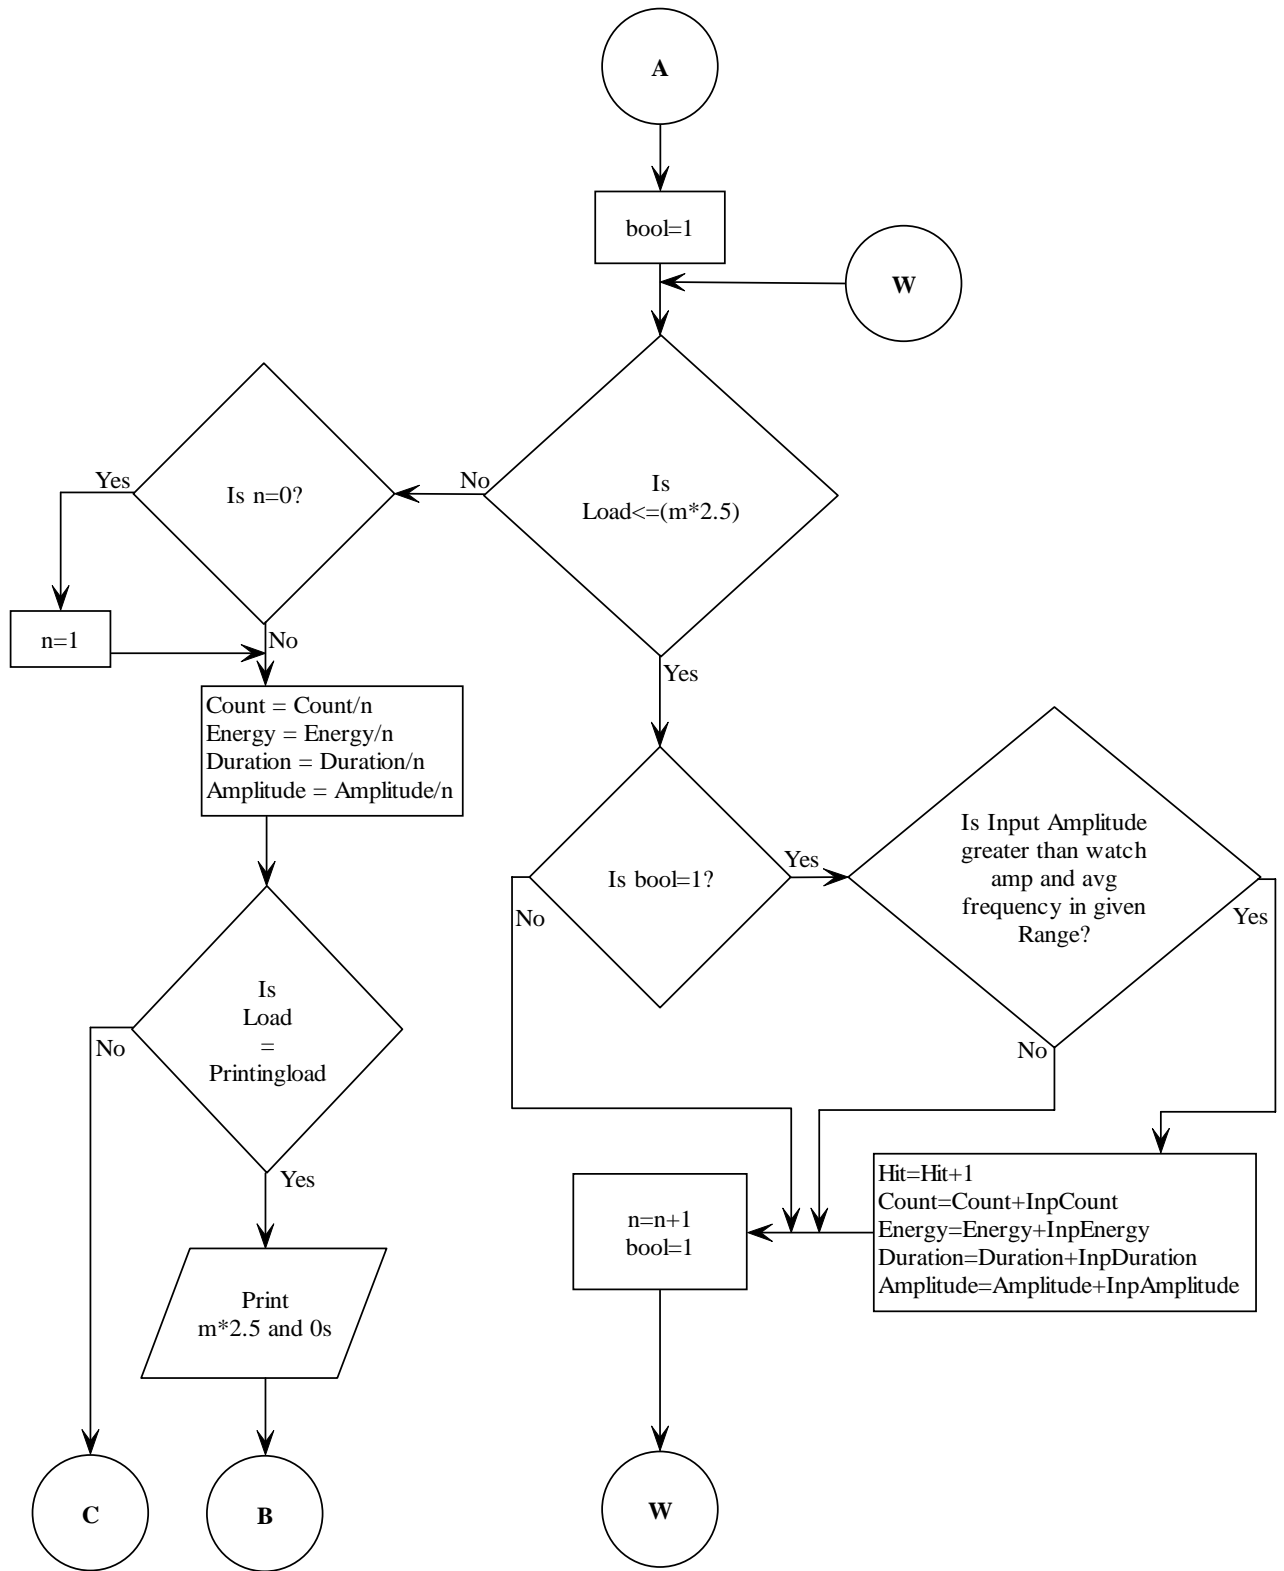 A
bool=1
W
Is
Load<=(m*2.5)
No
Is n=0?
Yes
n=1
No
Yes
Count = Count/n
Energy = Energy/n
Duration = Duration/n
Amplitude = Amplitude/n
Is bool=1?
Yes
No
Is Input Amplitude
greater than watch
amp and avg
frequency in given
Range?
Yes
No
Is
Load
=
Printingload
No
Yes
Hit=Hit+1
Count=Count+InpCount
Energy=Energy+InpEnergy
Duration=Duration+InpDuration
Amplitude=Amplitude+InpAmplitude
n=n+1
bool=1
Print
m*2.5 and 0s
C
B
W